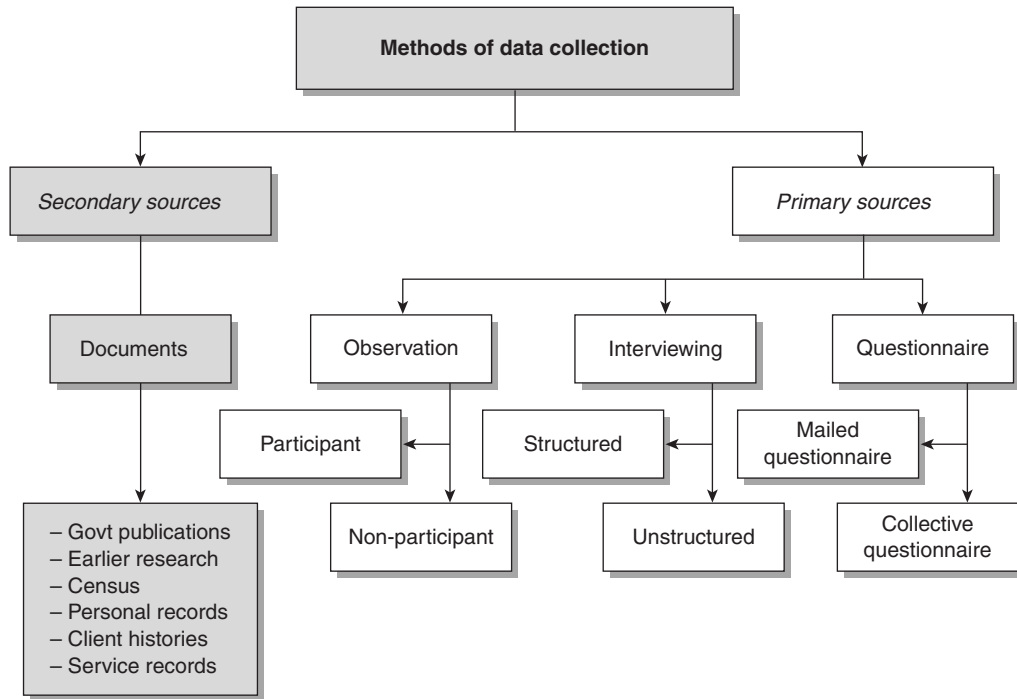 Methods of data collection
Secondary sources
Primary sources
Documents
Observation
Interviewing
Questionnaire
Participant
Structured
Mailed
questionnaire
– Govt publications
– Earlier research
– Census
– Personal records
– Client histories
– Service records
Non-participant
Unstructured
Collective
questionnaire